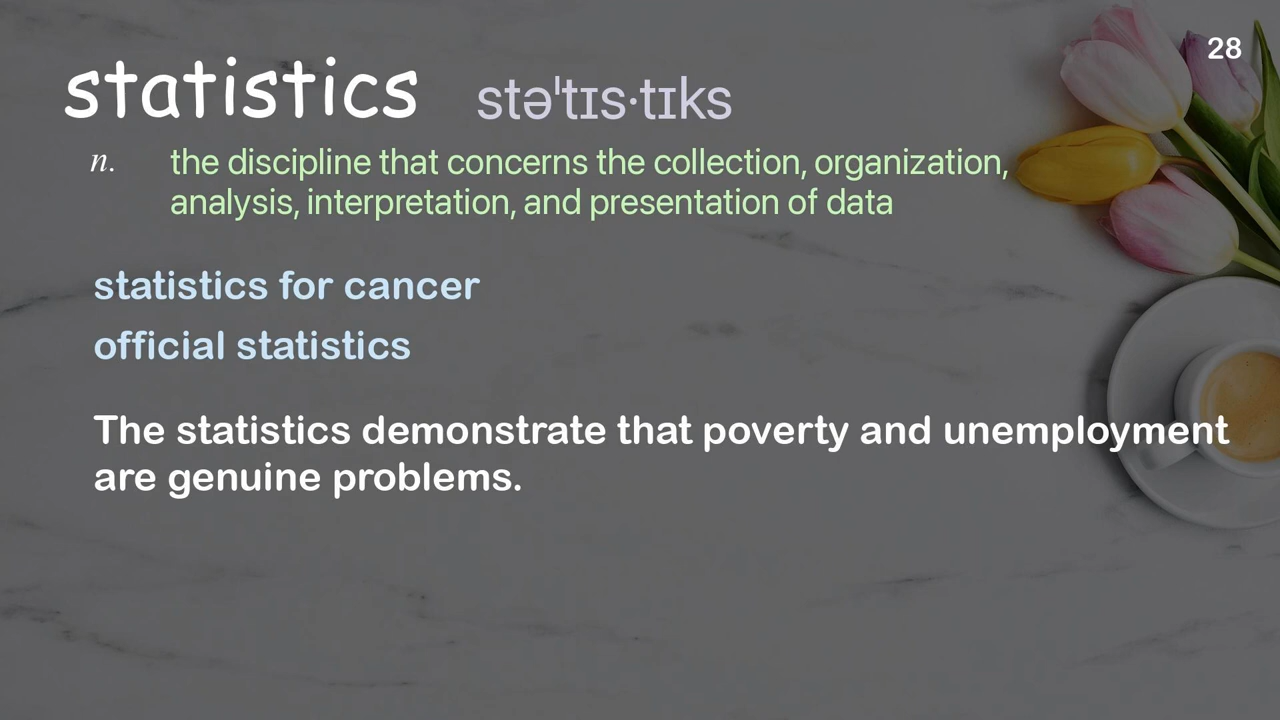 28
statistics stəˈtɪs·tɪks
n. the discipline that concerns the collection, organization,
analysis, interpretation, and presentation of data
statistics for cancer
official statistics
The statistics demonstrate that poverty and unemployment
are genuine problems.